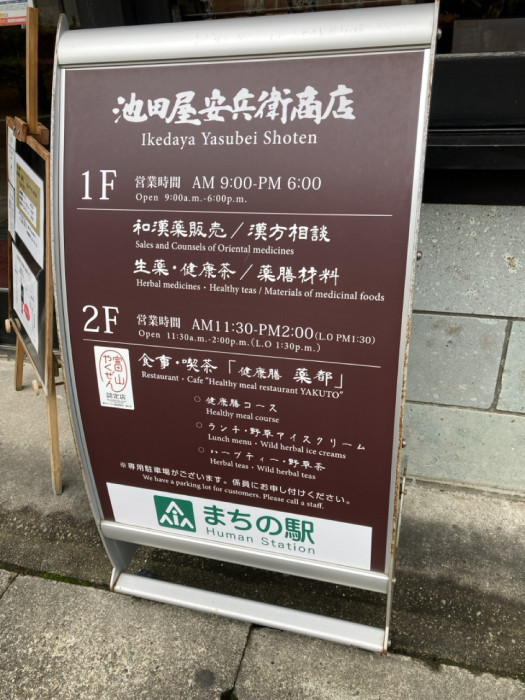 池田屋安兵衛商店
Ikedaya Yasubei Shoten
1F 営業時間 AM 9:00-PM 6:00
Open 9:00a.m.-6:00p.m.
和漢薬販売／漢方相談
Sales and Counsels of Oriental medicines
生薬・健康茶／薬膳材料
Herbal medicines・Healthy teas / Materials of medicinal foods
2F 営業時間 AM11:30-PM2:00(L.O PM1:30)
Open 11:30a.m.-2:00p.m.(L.O 1:30p.m.)
富山やくぜん
認定店
食事・喫茶「健康膳 薬都」
Restaurant・Cafe "Healthy meal restaurant YAKUTO"
○ 健康膳コース
Healthy meal course
○ ランチ・野草アイスクリーム
Lunch menu・Wild herbal ice creams
○ ハーブティー・野草茶
Herbal teas・Wild herbal teas
※専用駐車場がございます。係員にお申し付けください。
We have a parking lot for customers. Please call a staff.
まちの駅
Human Station